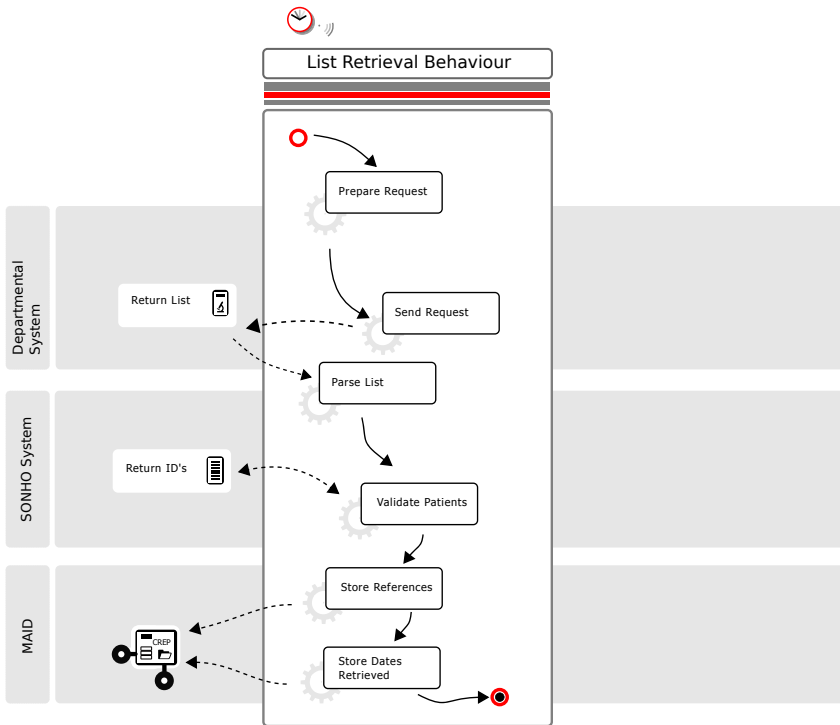 List Retrieval Behaviour
Prepare Request
Departmental
System
Return List
Send Request
Parse List
SONHO System
Return ID's
Validate Patients
MAID
Store References
CREP
Store Dates
Retrieved